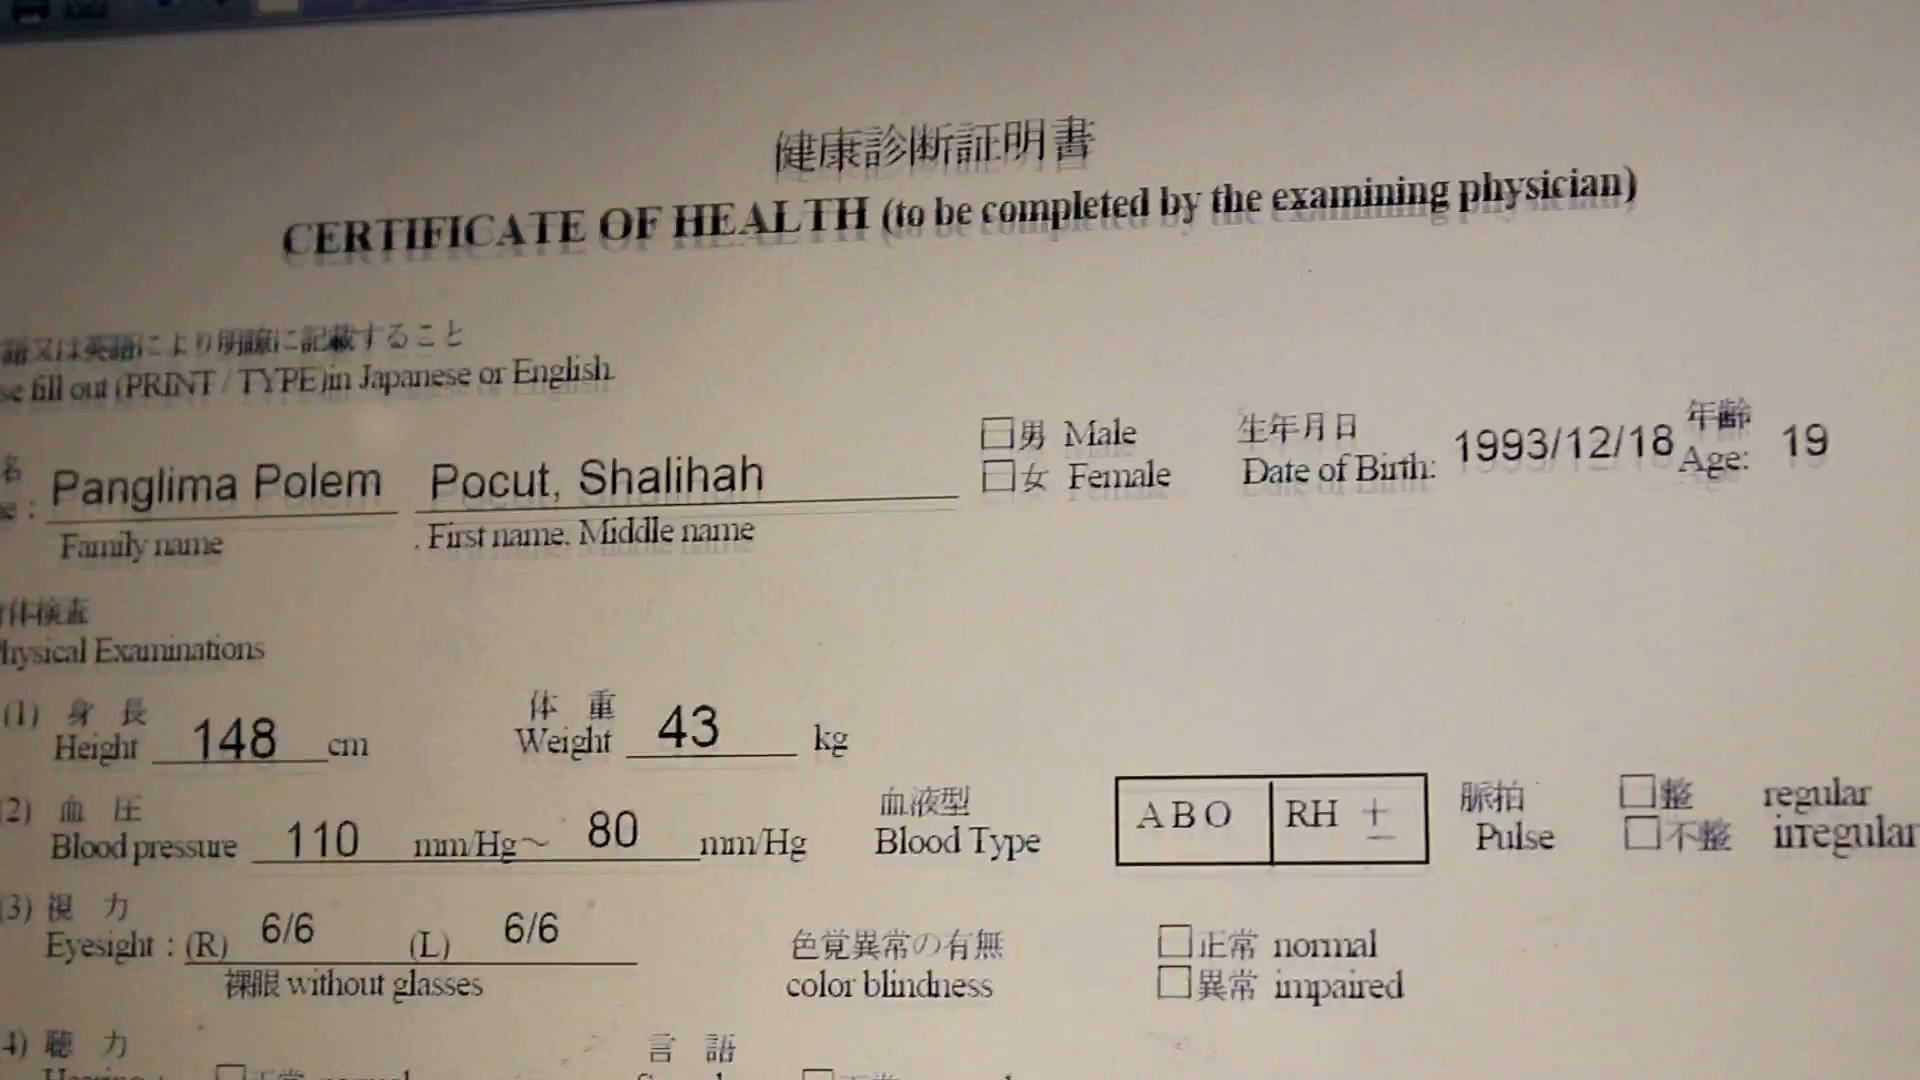 健康診断証明書
CERTIFICATE OF HEALTH (to be completed by the examining physician)
語又は英語により明瞭に記載すること
se fill out (PRINT / TYPE)in Japanese or English.
名 Panglima Polem Pocut, Shalihah □男 Male 生年月日 1993/12/18 年齢 19
e : □女 Female Date of Birth: Age:
Family name . First name. Middle name
体検査
hysical Examinations
(1) 身 長 体 重
Height 148 cm Weight 43 kg
2) 血 圧 血液型 ABO RH + − 脈拍 □整 regular
Blood pressure 110 mm/Hg～ 80 mm/Hg Blood Type Pulse □不整 irregular
3) 視 力
Eyesight : (R) 6/6 (L) 6/6 色覚異常の有無 □正常 normal
裸眼 without glasses color blindness □異常 impaired
4) 聴 力 言 語